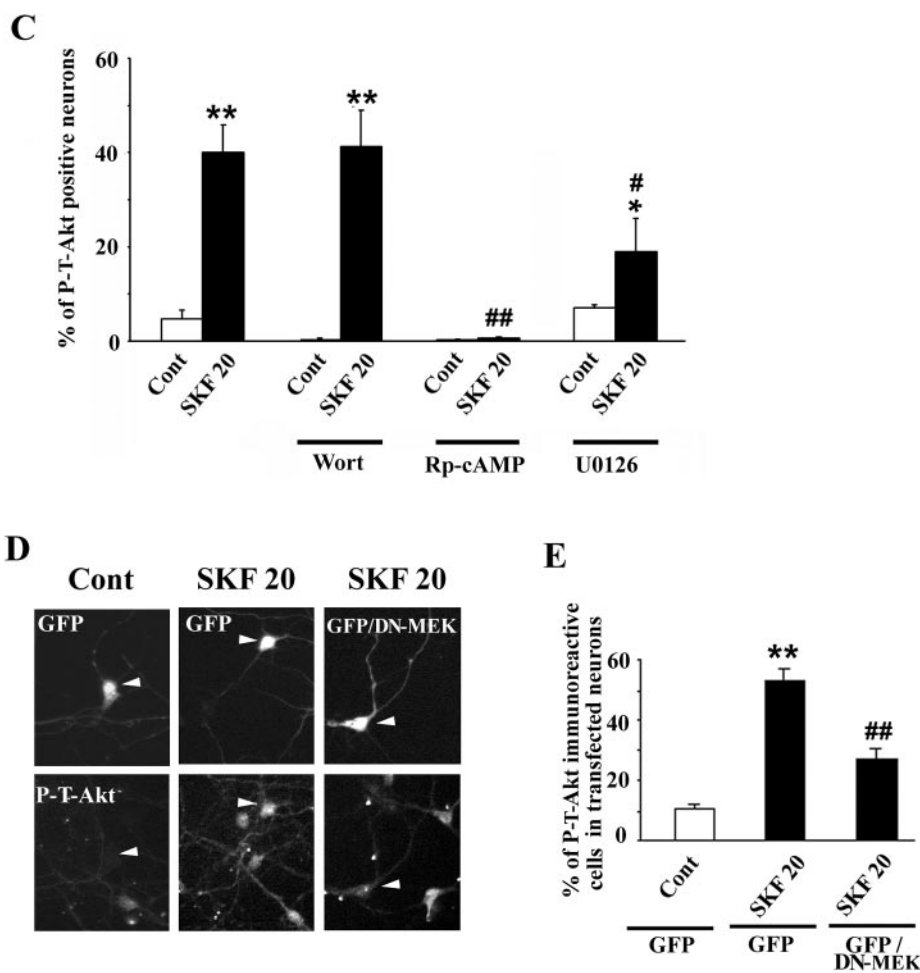 C
% of P-T-Akt positive neurons
60
40
20
0
** ** ## # *
Cont SKF 20 Cont SKF 20 Cont SKF 20 Cont SKF 20
Wort Rp-cAMP U0126
D
Cont SKF 20 SKF 20
GFP GFP GFP/DN-MEK
P-T-Akt
E
% of P-T-Akt immunoreactive
cells in transfected neurons
60
40
20
0
** ##
Cont SKF 20 SKF 20
GFP GFP GFP /
DN-MEK